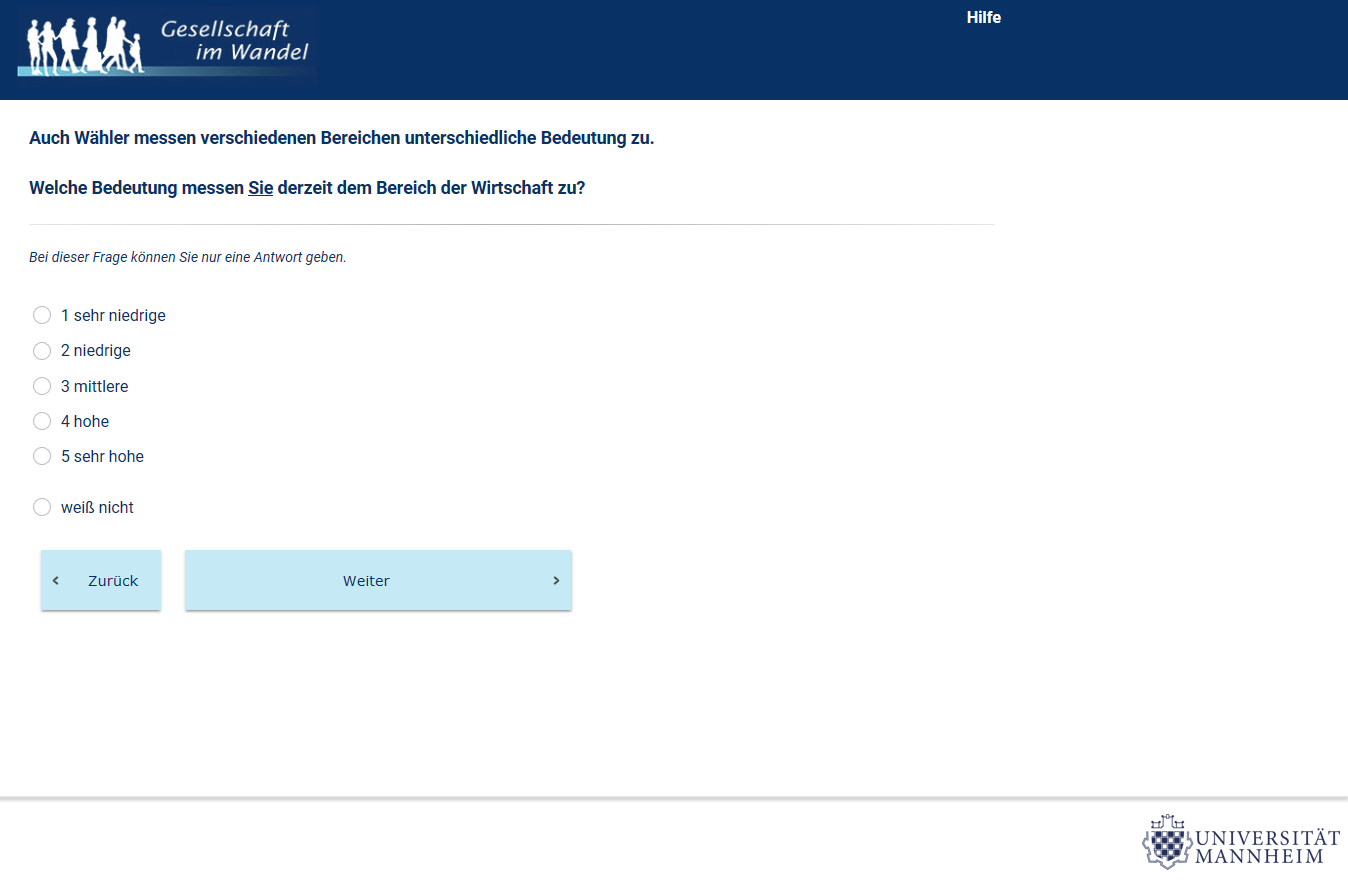 Gesellschaft
im Wandel
Hilfe
Auch Wähler messen verschiedenen Bereichen unterschiedliche Bedeutung zu.
Welche Bedeutung messen Sie derzeit dem Bereich der Wirtschaft zu?
Bei dieser Frage können Sie nur eine Antwort geben.
1 sehr niedrige
2 niedrige
3 mittlere
4 hohe
5 sehr hohe
weiß nicht
Zurück
Weiter
UNIVERSITÄT
MANNHEIM